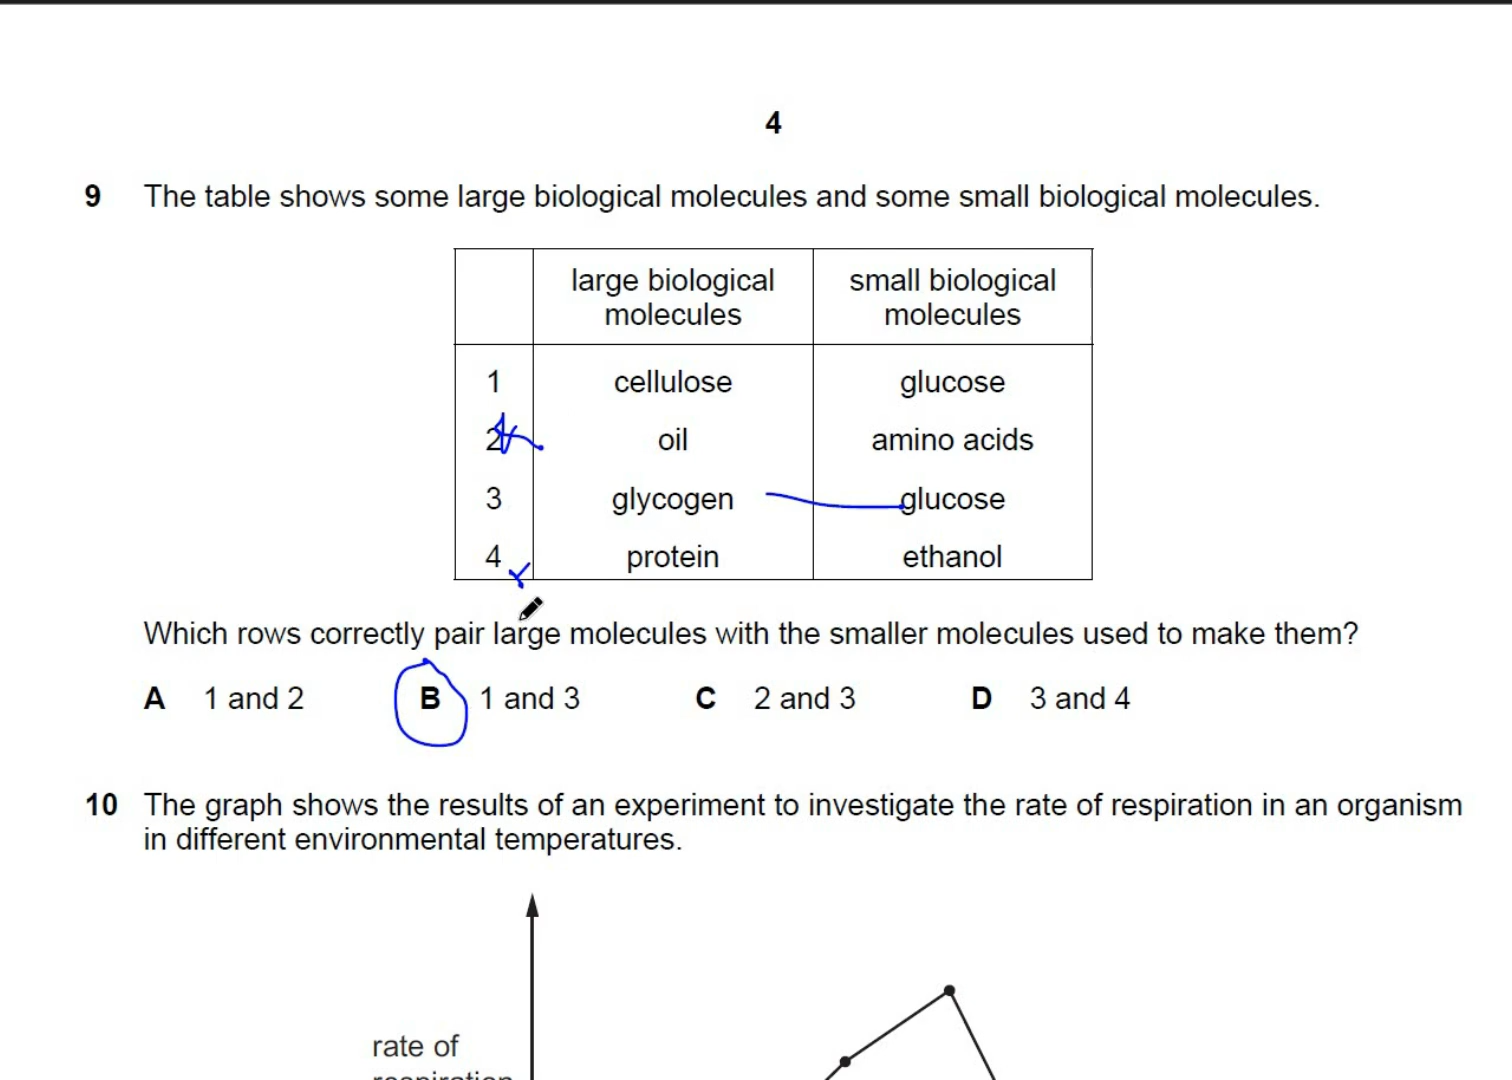 4
9 The table shows some large biological molecules and some small biological molecules.
large biological molecules small biological molecules
1 cellulose glucose
2 oil amino acids
3 glycogen glucose
4 protein ethanol
Which rows correctly pair large molecules with the smaller molecules used to make them?
A 1 and 2 B 1 and 3 C 2 and 3 D 3 and 4
10 The graph shows the results of an experiment to investigate the rate of respiration in an organism
in different environmental temperatures.
rate of